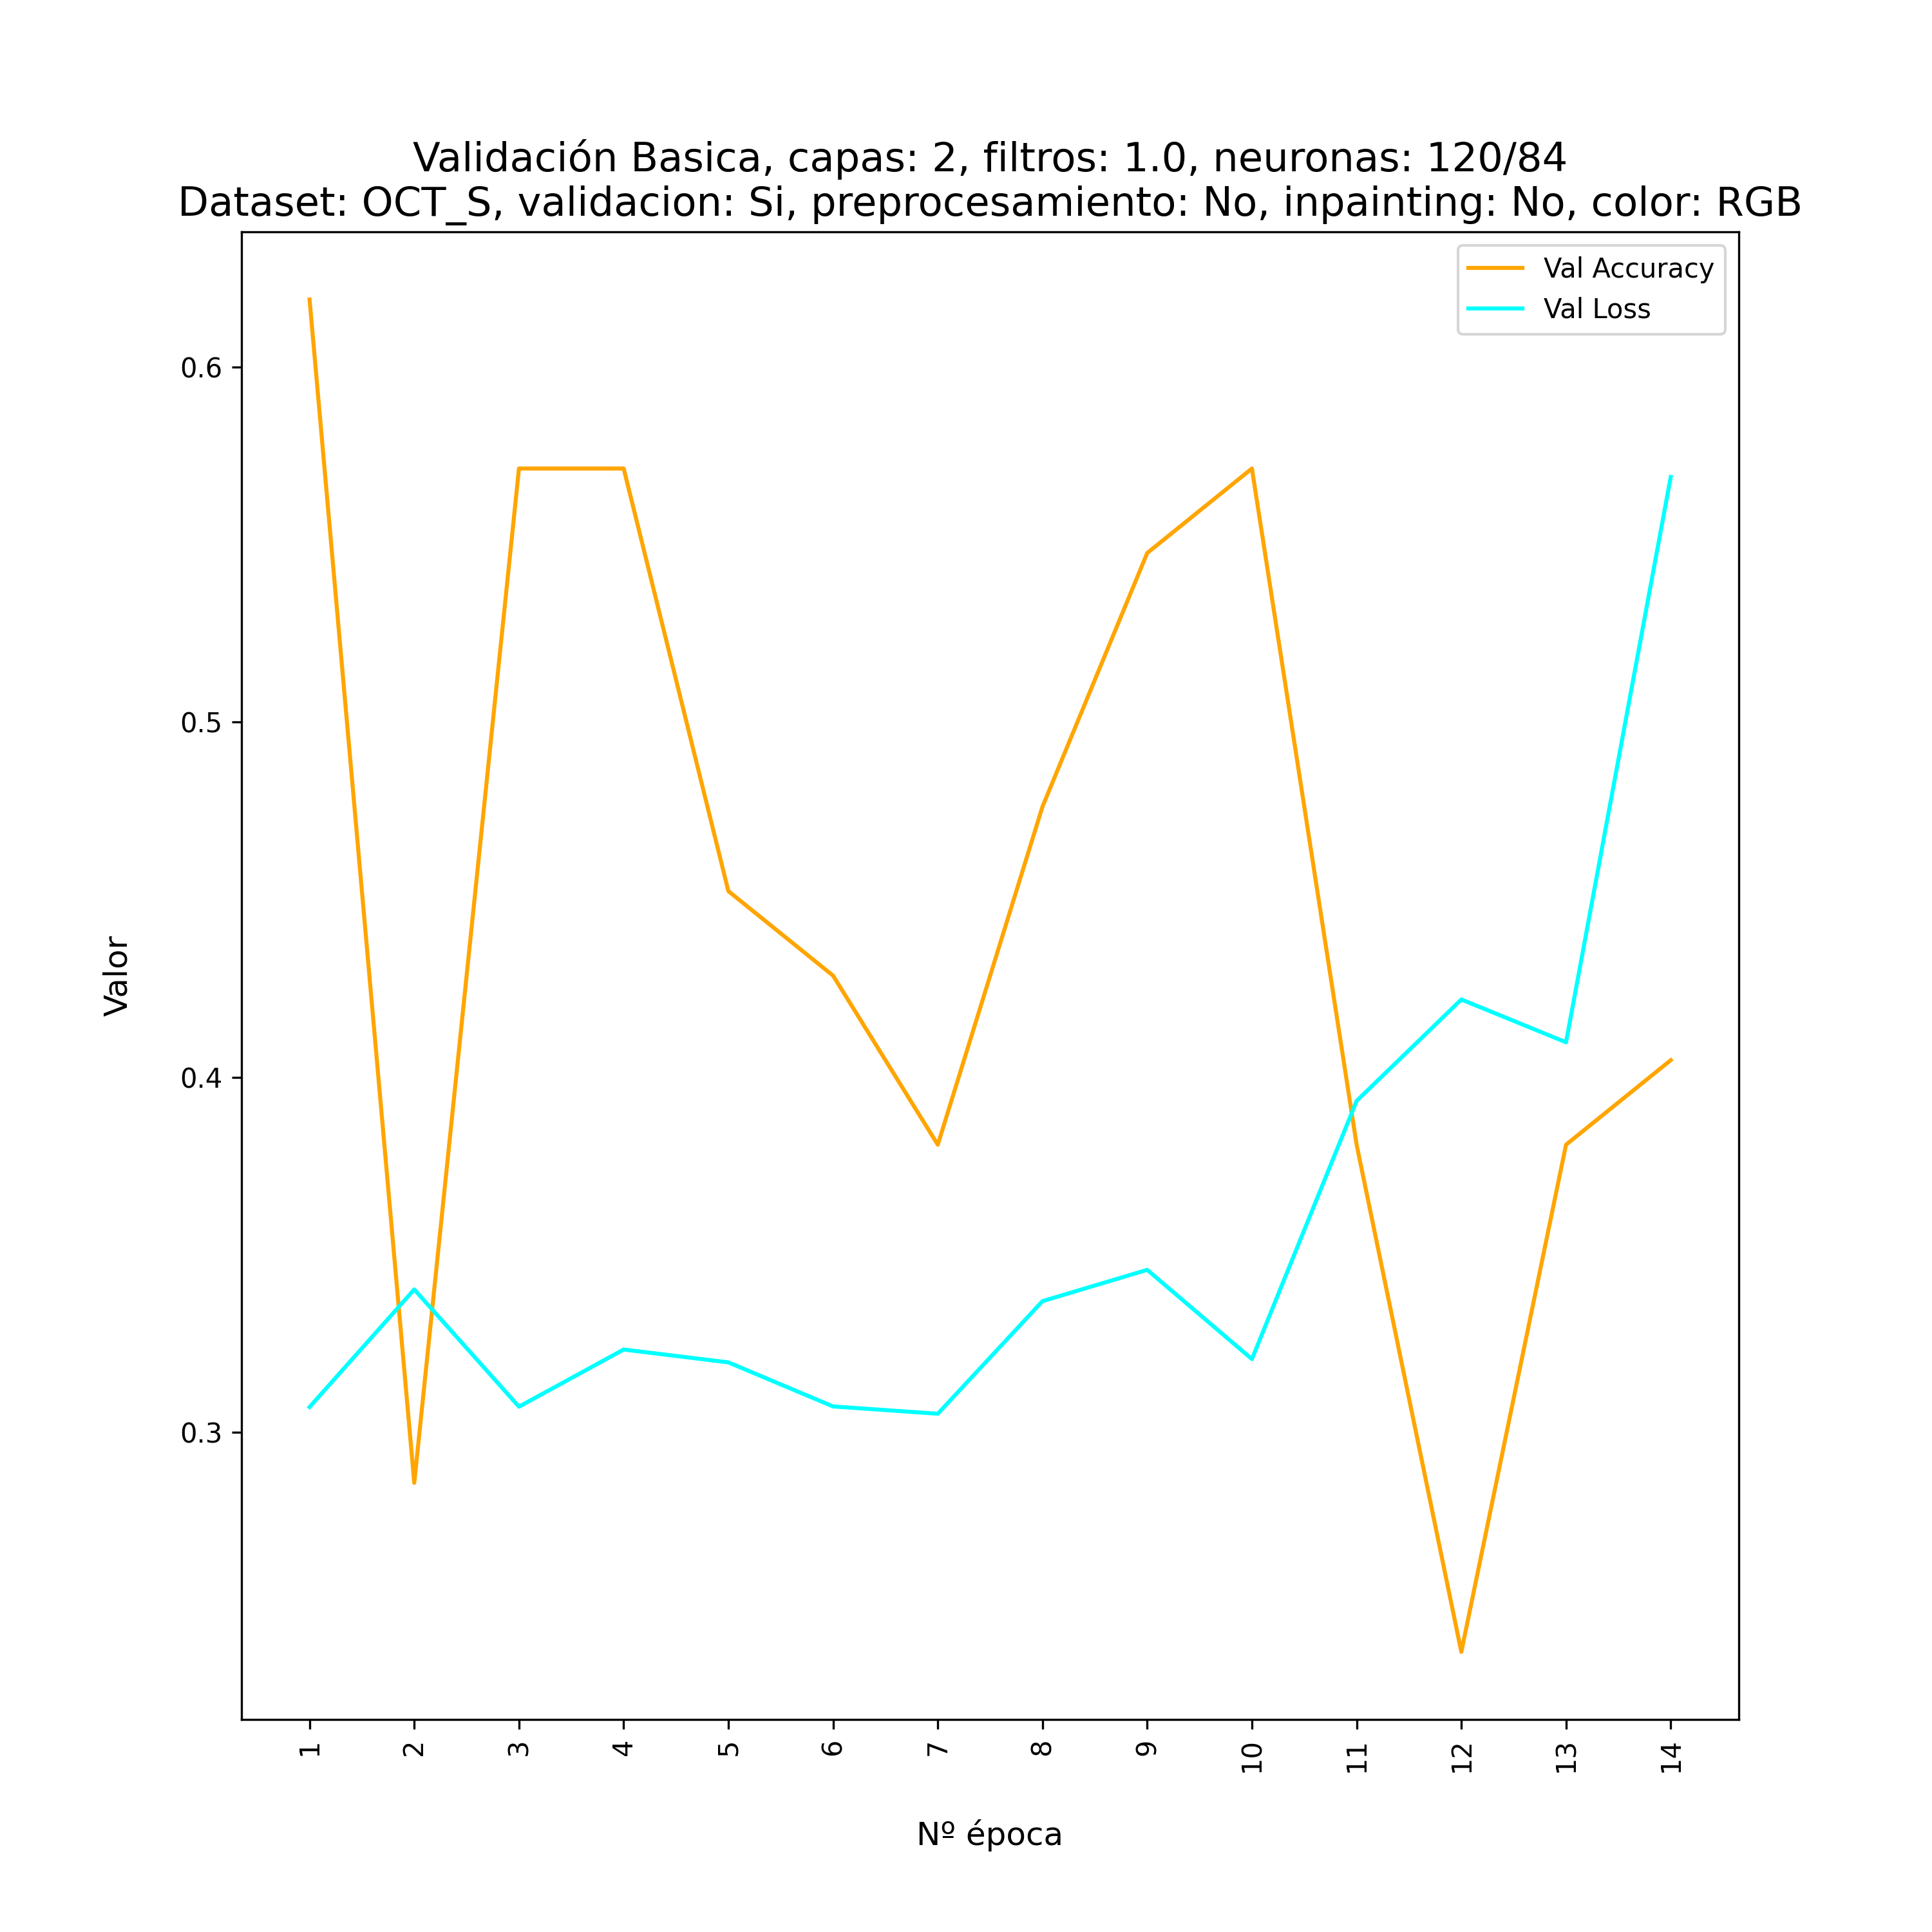 Validación Basica, capas: 2, filtros: 1.0, neuronas: 120/84
Dataset: OCT_S, validacion: Si, preprocesamiento: No, inpainting: No, color: RGB
Val Accuracy
Val Loss
0.6
0.5
0.4
0.3
Valor
1 2 3 4 5 6 7 8 9 10 11 12 13 14
Nº época